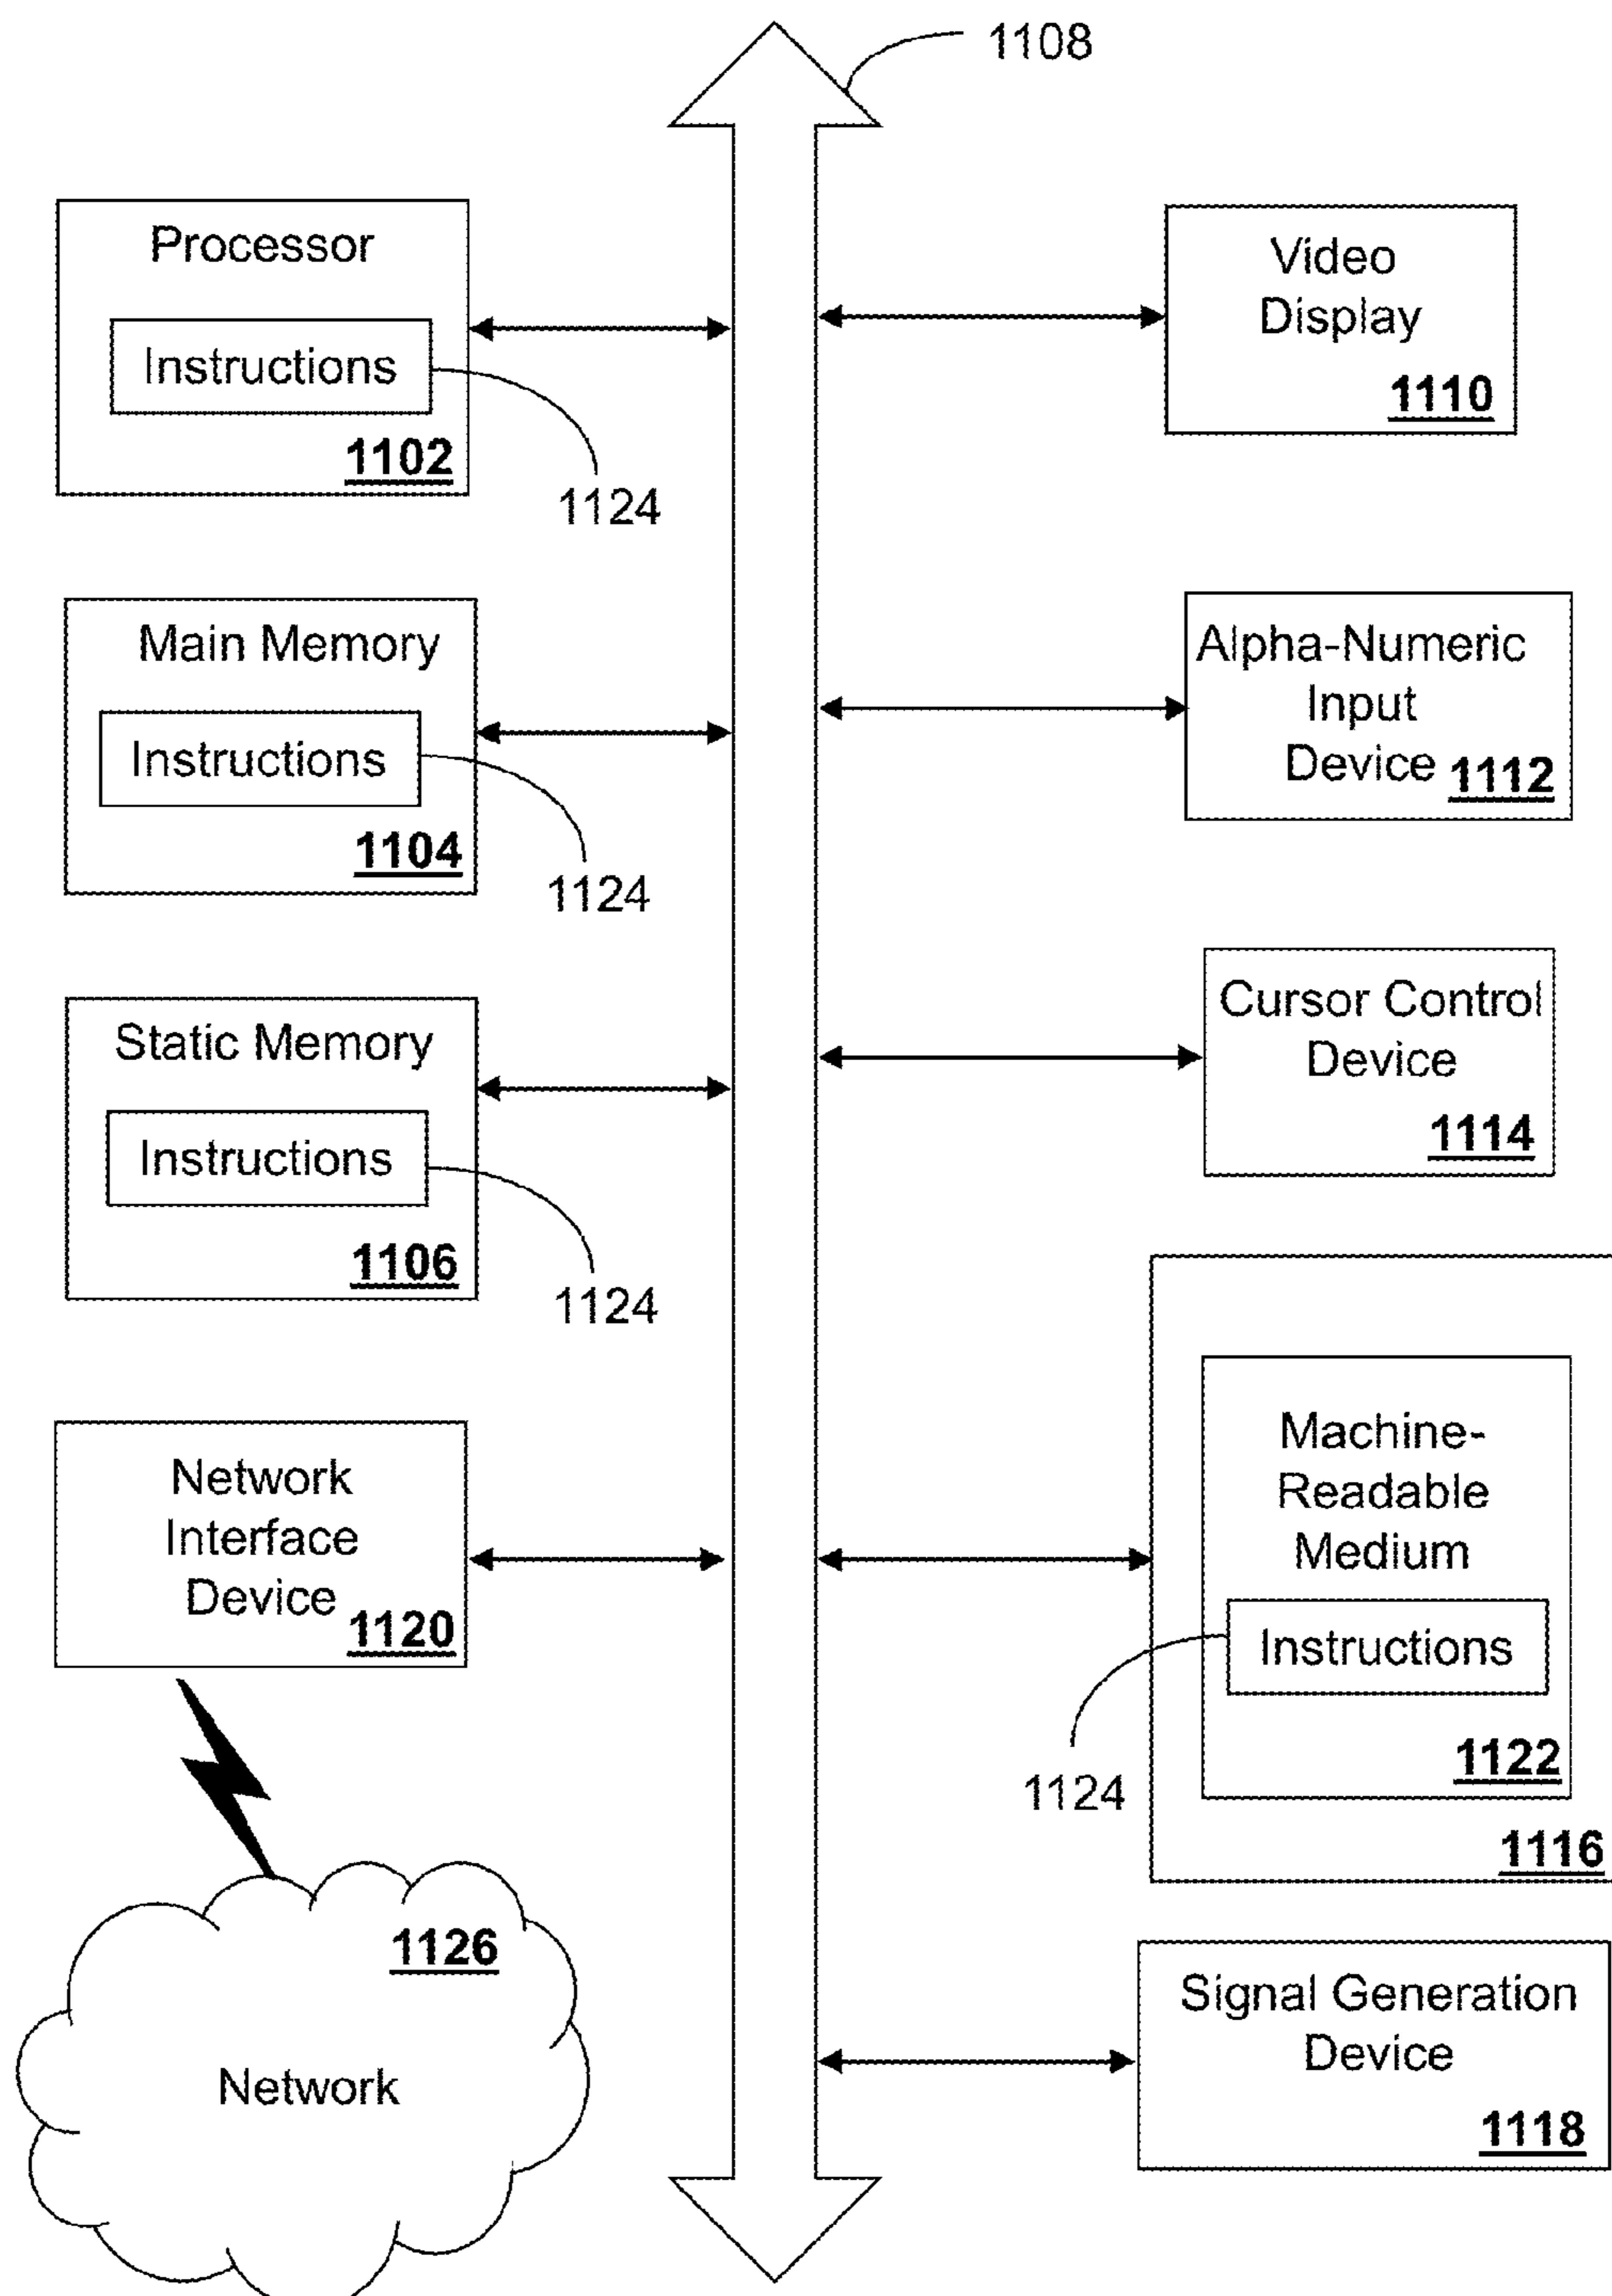 1108
Processor
Instructions
1102
1124
Main Memory
Instructions
1104
1124
Static Memory
Instructions
1106
1124
Network
Interface
Device
1120
1126
Network
Video
Display
1110
Alpha-Numeric
Input
Device 1112
Cursor Control
Device
1114
Machine-
Readable
Medium
Instructions
1122
1124
1116
Signal Generation
Device
1118